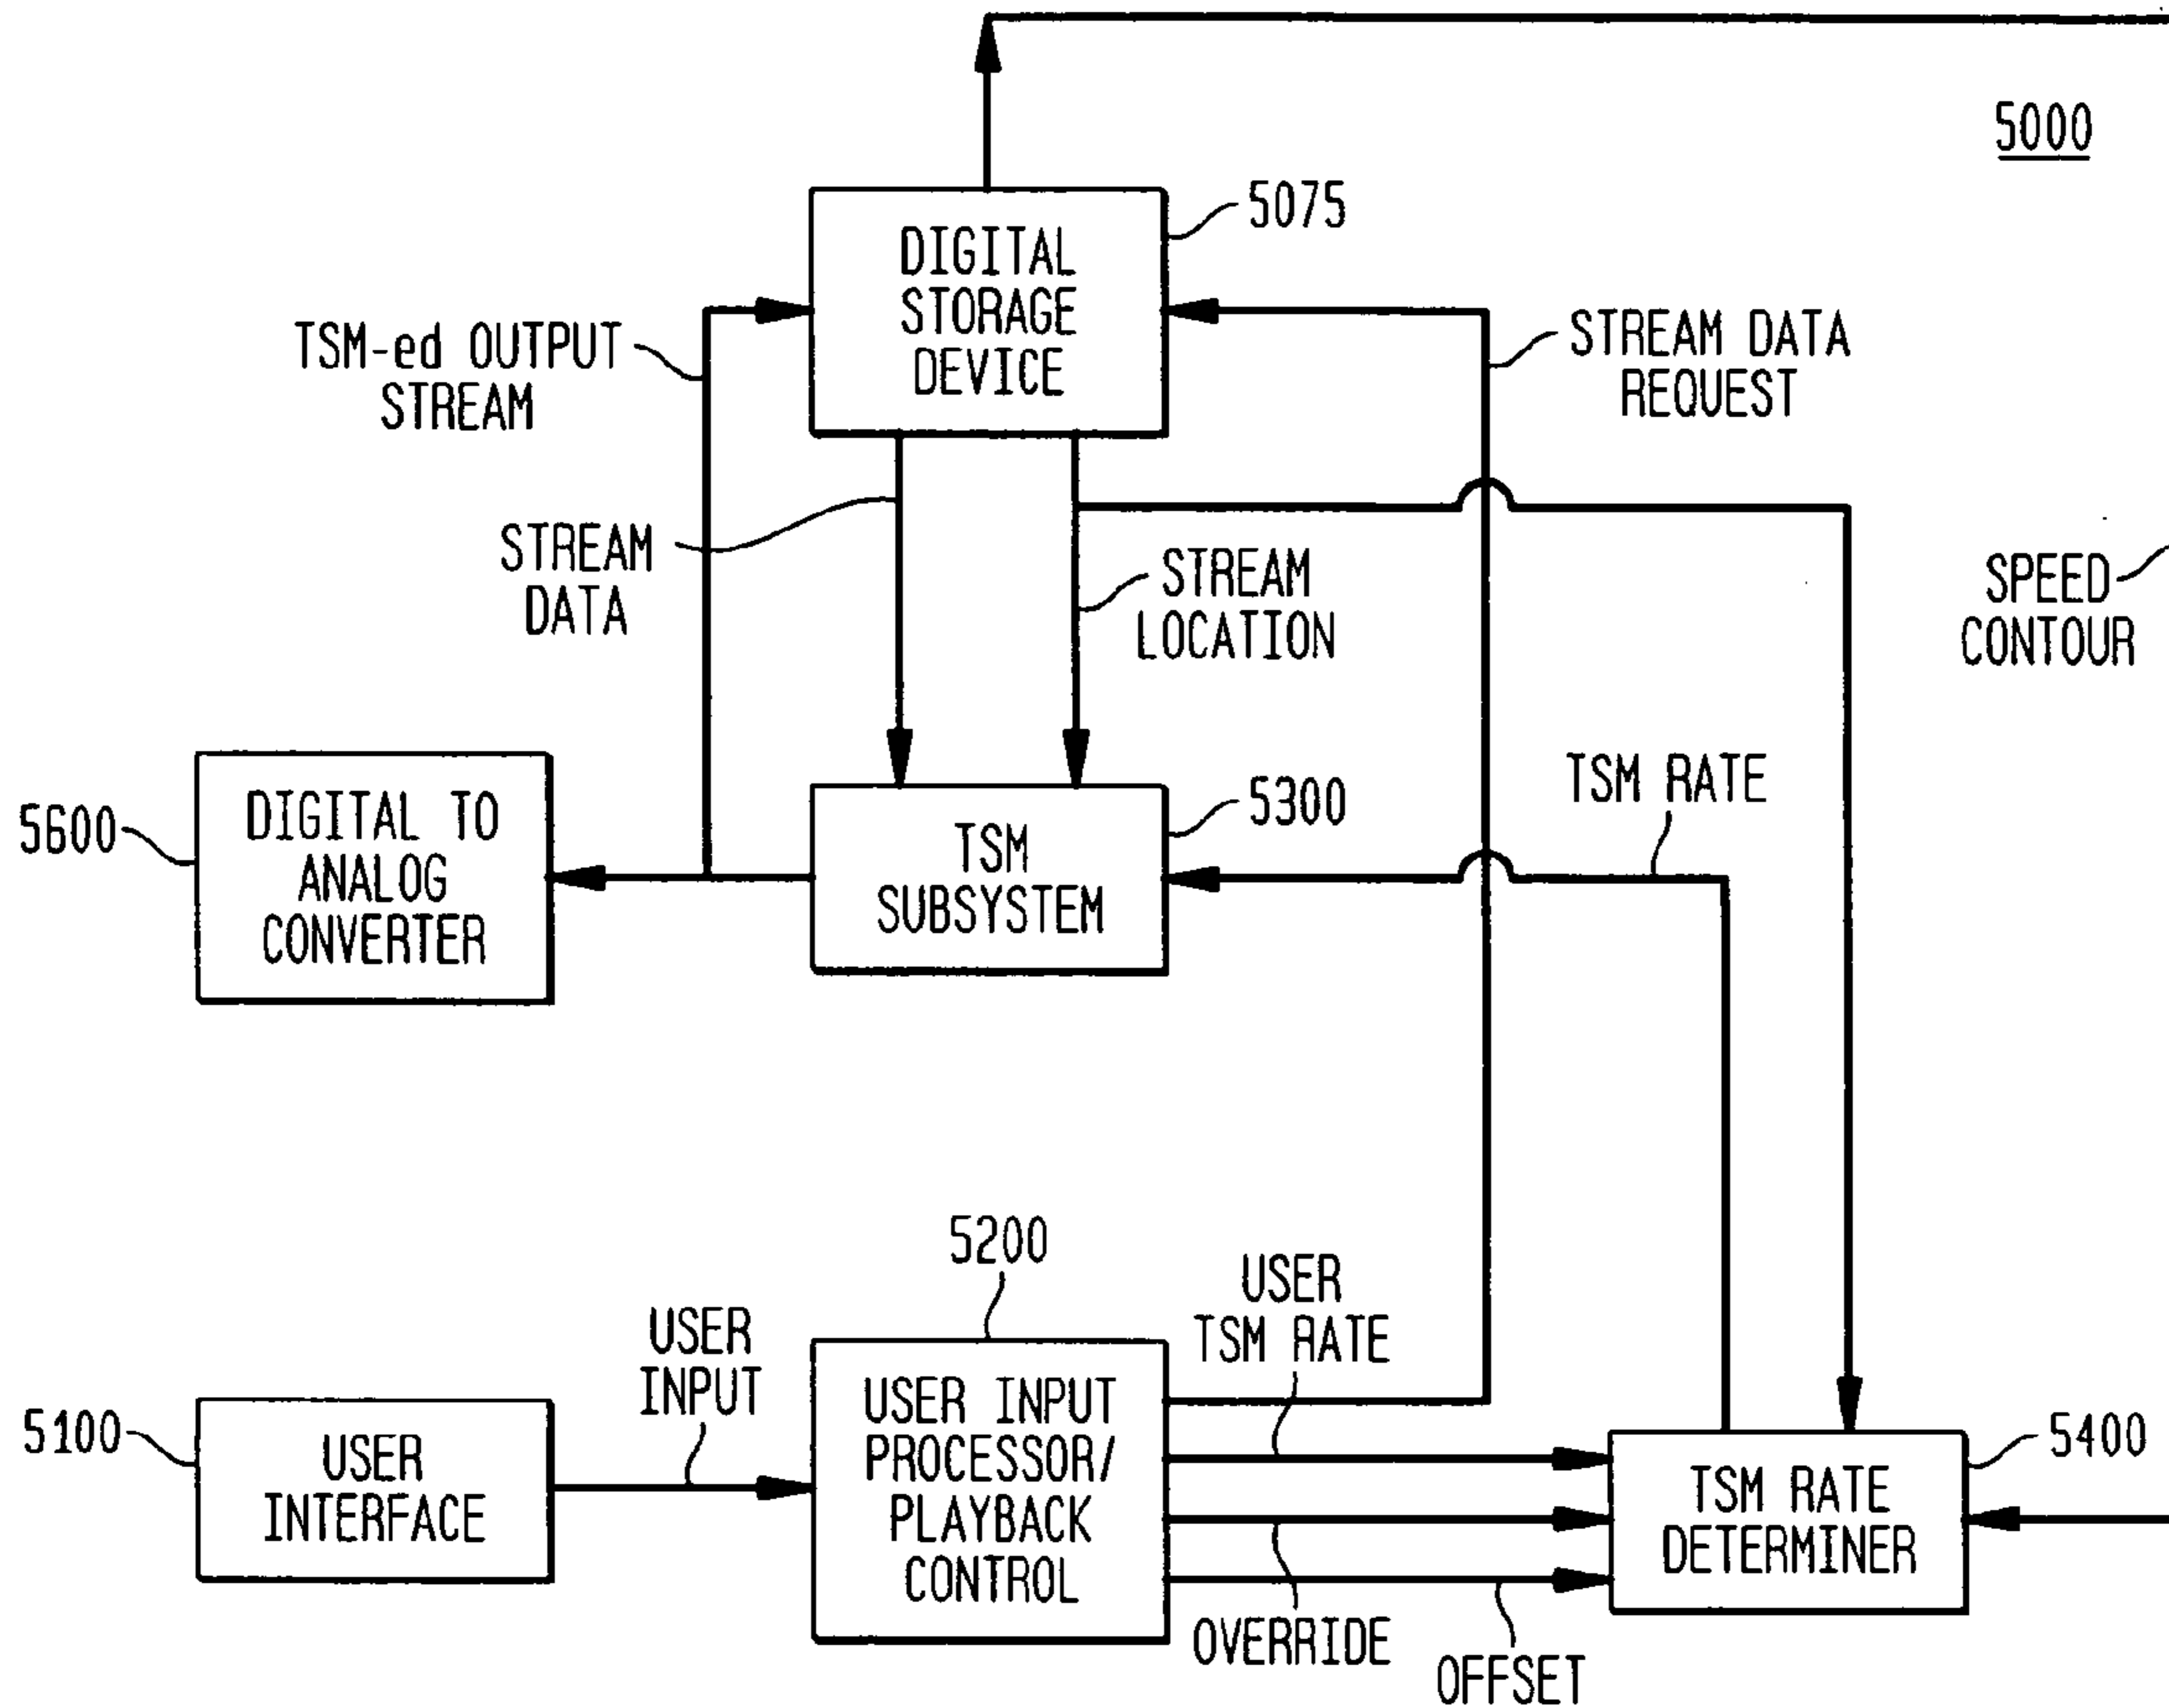 5000
5075
DIGITAL
STORAGE
DEVICE
TSM-ed OUTPUT
STREAM
STREAM DATA
REQUEST
STREAM
DATA
STREAM
LOCATION
SPEED
CONTOUR
5600
DIGITAL TO
ANALOG
CONVERTER
5300
TSM
SUBSYSTEM
TSM RATE
5200
USER
TSM RATE
USER
INPUT
5100
USER
INTERFACE
USER INPUT
PROCESSOR/
PLAYBACK
CONTROL
5400
TSM RATE
DETERMINER
OVERRIDE
OFFSET